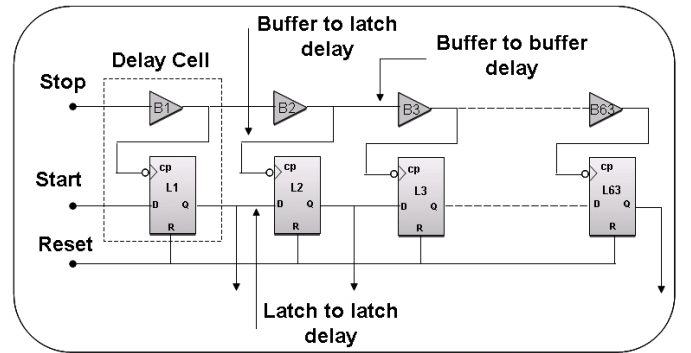 Buffer to latch
delay
Buffer to buffer
delay
Delay Cell
Stop
B1
B2
B3
B63
cp
L1
D Q
R
cp
L2
D Q
R
cp
L3
D Q
R
cp
L63
D Q
R
Start
Reset
Latch to latch
delay